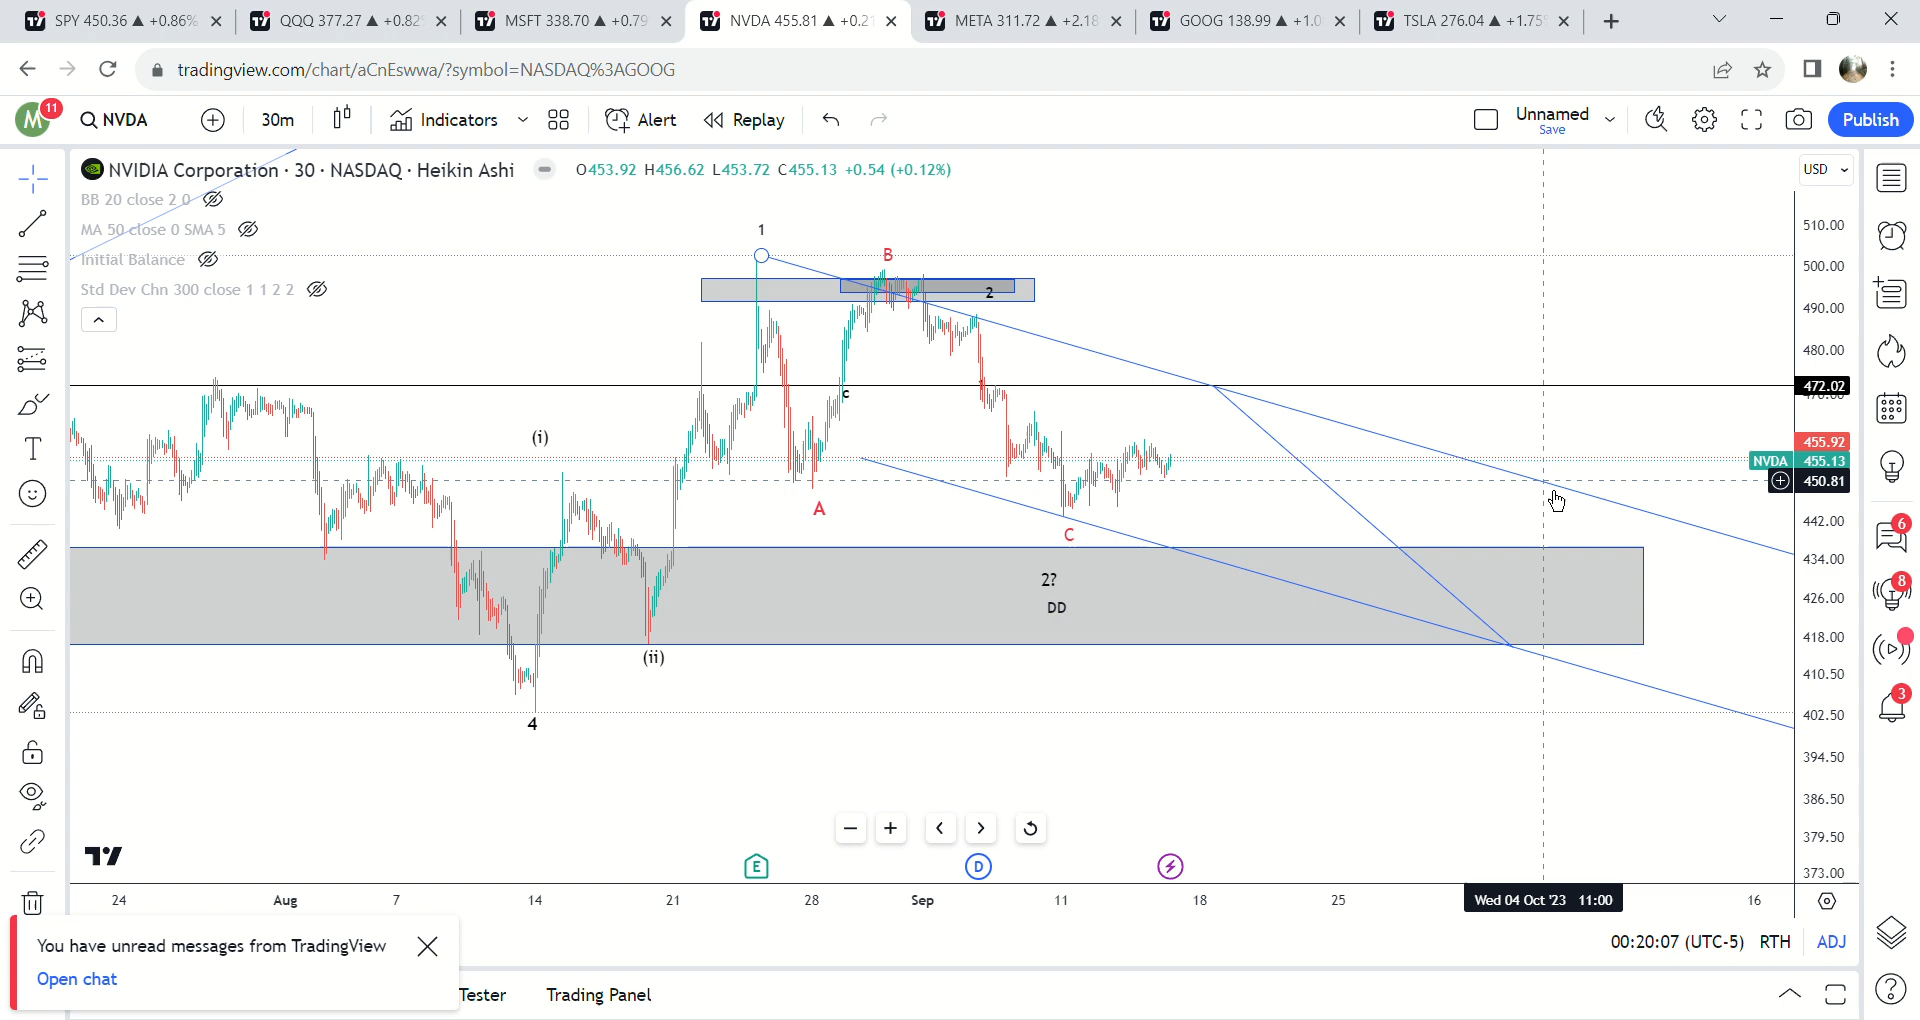 SPY 450.36 ▲ +0.86%
QQQ 377.27 ▲ +0.82
MSFT 338.70 ▲ +0.79
NVDA 455.81 ▲ +0.21
META 311.72 ▲ +2.18
GOOG 138.99 ▲ +1.0
TSLA 276.04 ▲ +1.75
tradingview.com/chart/aCnEswwa/?symbol=NASDAQ%3AGOOG
M
11
NVDA
30m
Indicators
Alert
Replay
Unnamed
Save
Publish
NVIDIA Corporation · 30 · NASDAQ · Heikin Ashi
O453.92 H456.62 L453.72 C455.13 +0.54 (+0.12%)
USD
BB 20 close 2 0
MA 50 close 0 SMA 5
Initial Balance
Std Dev Chn 300 close 1 1 2 2
1
B
2
c
(i)
A
C
2?
DD
(ii)
4
510.00
500.00
490.00
480.00
472.02
455.92
NVDA 455.13
450.81
442.00
434.00
426.00
418.00
410.50
402.50
394.50
386.50
379.50
373.00
E
D
24
Aug
7
14
21
28
Sep
11
18
25
Wed 04 Oct '23 11:00
16
6
8
3
00:20:07 (UTC-5)
RTH
ADJ
You have unread messages from TradingView
Open chat
Tester
Trading Panel